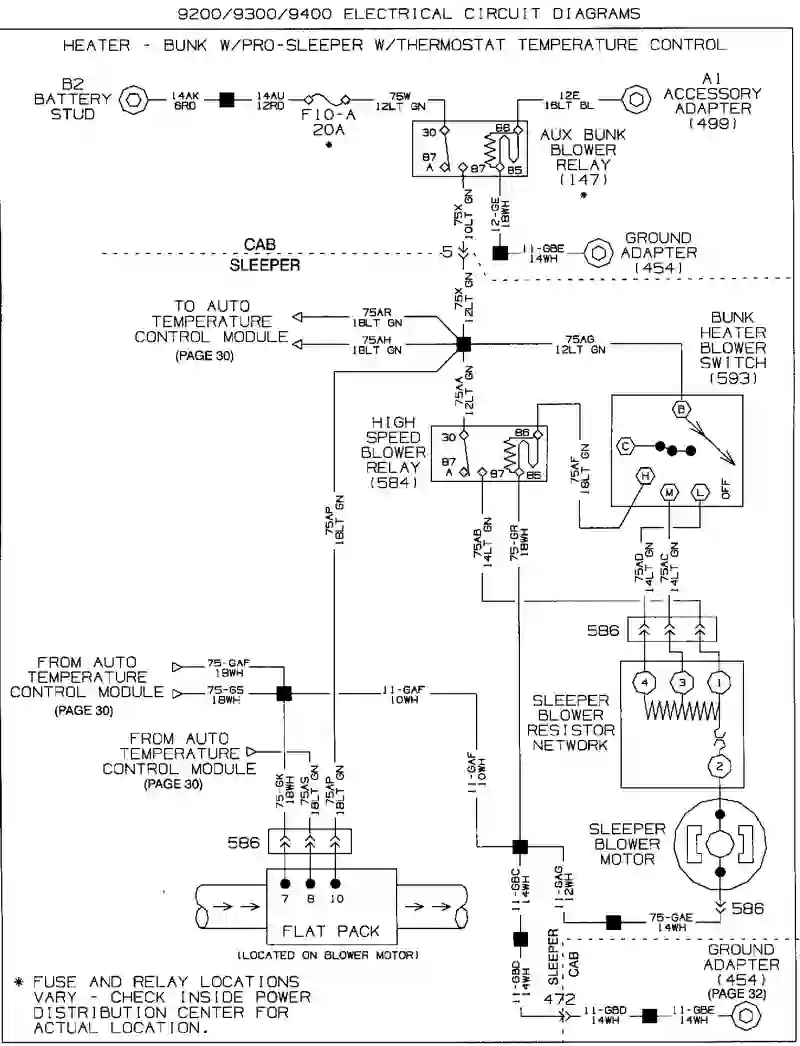 9200/9300/9400 ELECTRICAL CIRCUIT DIAGRAMS
HEATER - BUNK W/PRO-SLEEPER W/THERMOSTAT TEMPERATURE CONTROL
B2
BATTERY
STUD
14AK
6RD
14AU
12RD
F10-A
20A
*
75W
12LT GN
30
86
87
A
87
85
12E
16LT BL
A1
ACCESSORY
ADAPTER
(499)
AUX BUNK
BLOWER
RELAY
(147)
*
75X
10LT GN
12-GE
18WH
CAB
SLEEPER
5
11-GBE
14WH
GROUND
ADAPTER
(454)
75X
12LT GN
TO AUTO
TEMPERATURE
CONTROL MODULE
(PAGE 30)
75AR
18LT GN
75AH
18LT GN
75AG
12LT GN
BUNK
HEATER
BLOWER
SWITCH
(593)
75AA
12LT GN
HIGH
SPEED
BLOWER
RELAY
(584)
30
86
87
A
87
85
75AF
18LT GN
B
C
H
M
L
OFF
75AP
18LT GN
75AB
14LT GN
75-GR
18WH
75AD
14LT GN
75AC
14LT GN
586
4
3
1
2
SLEEPER
BLOWER
RESISTOR
NETWORK
FROM AUTO
TEMPERATURE
CONTROL MODULE
(PAGE 30)
75-GAF
18WH
75-GS
18WH
11-GAF
10WH
FROM AUTO
TEMPERATURE
CONTROL MODULE
(PAGE 30)
75-GK
18WH
75AS
18LT GN
75AP
18LT GN
11-GAF
10WH
586
7
8
10
FLAT PACK
(LOCATED ON BLOWER MOTOR)
SLEEPER
BLOWER
MOTOR
11-GBC
14WH
11-GAG
12WH
75-GAE
14WH
586
11-GBD
14WH
SLEEPER
CAB
472
11-GBD
14WH
11-GBE
14WH
GROUND
ADAPTER
(454)
(PAGE 32)
* FUSE AND RELAY LOCATIONS
VARY - CHECK INSIDE POWER
DISTRIBUTION CENTER FOR
ACTUAL LOCATION.